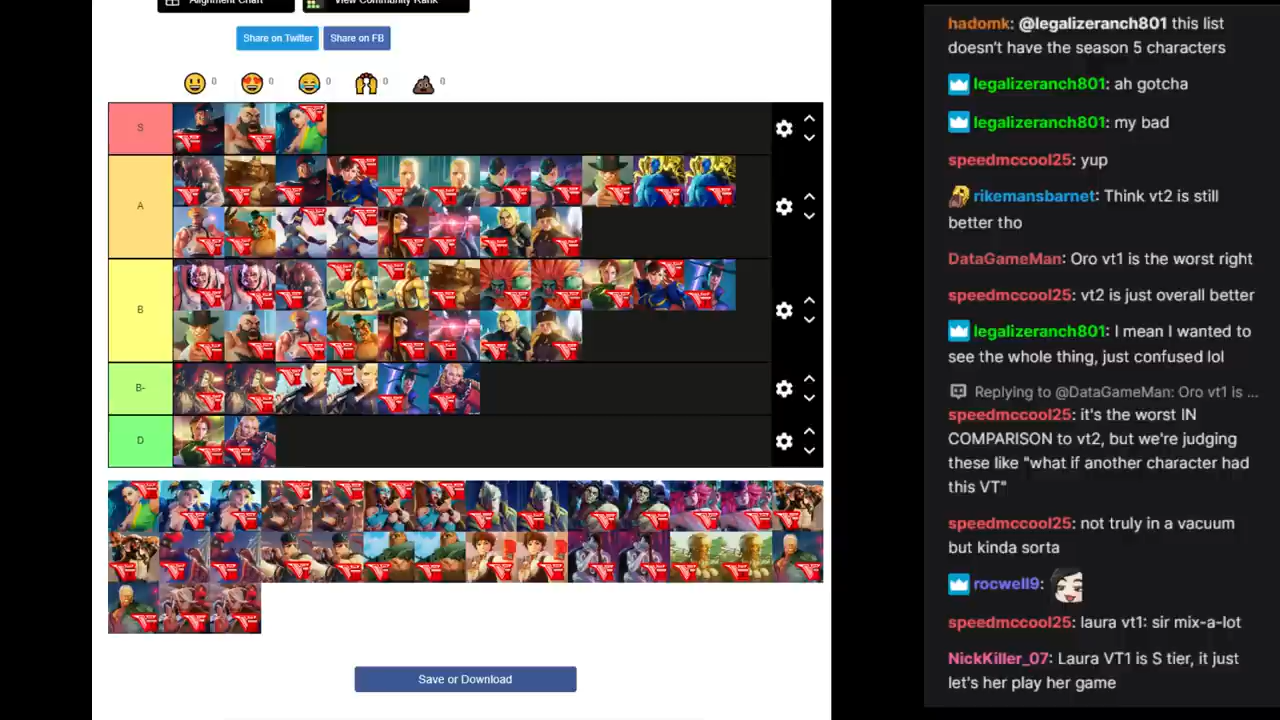 Alignment Chart
View Community Rank
Share on Twitter
Share on FB
0
0
0
0
0
S
A
B
B-
D
Save or Download
hadomk: @legalizeranch801 this list
doesn't have the season 5 characters
legalizeranch801: ah gotcha
legalizeranch801: my bad
speedmccool25: yup
rikemansbarnet: Think vt2 is still
better tho
DataGameMan: Oro vt1 is the worst right
speedmccool25: vt2 is just overall better
legalizeranch801: I mean I wanted to
see the whole thing, just confused lol
Replying to @DataGameMan: Oro vt1 is ...
speedmccool25: it's the worst IN
COMPARISON to vt2, but we're judging
these like "what if another character had
this VT"
speedmccool25: not truly in a vacuum
but kinda sorta
rocwell9:
speedmccool25: laura vt1: sir mix-a-lot
NickKiller_07: Laura VT1 is S tier, it just
let's her play her game